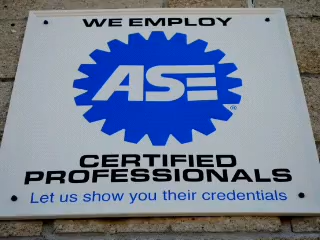 WE EMPLOY
ASE
®
CERTIFIED
PROFESSIONALS
Let us show you their credentials